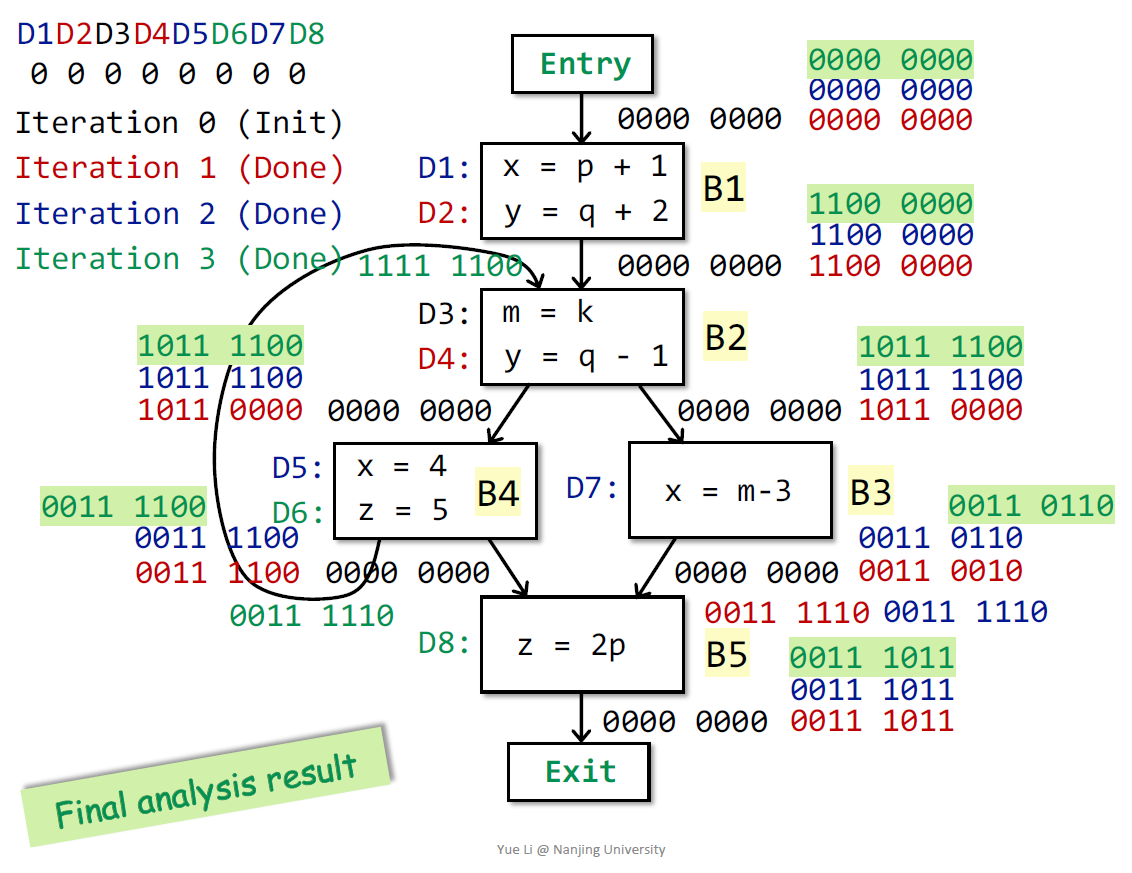 D1D2D3D4D5D6D7D8
0 0 0 0 0 0 0 0
Iteration 0 (Init)
Iteration 1 (Done)
Iteration 2 (Done)
Iteration 3 (Done)
Entry
0000 0000
0000 0000
0000 0000
0000 0000
D1: x = p + 1
D2: y = q + 2
B1
1100 0000
1100 0000
0000 0000 1100 0000
1111 1100
D3: m = k
D4: y = q - 1
B2
1011 1100
1011 1100
1011 0000 0000 0000
1011 1100
1011 1100
0000 0000 1011 0000
D5: x = 4
D6: z = 5
B4
D7: x = m-3
B3
0011 1100
0011 1100
0011 1100 0000 0000
0011 0110
0011 0110
0000 0000 0011 0010
0011 1110
0011 1110 0011 1110
D8: z = 2p
B5
0011 1011
0011 1011
0000 0000 0011 1011
Exit
Final analysis result
Yue Li @ Nanjing University